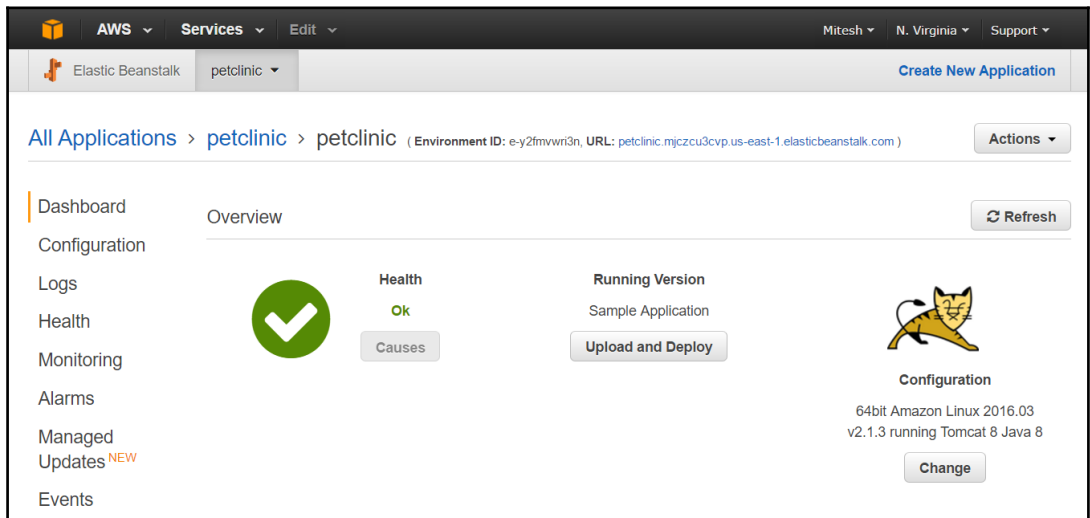 AWS Services Edit Mitesh N. Virginia Support
Elastic Beanstalk petclinic Create New Application
All Applications > petclinic > petclinic ( Environment ID: e-y2fmvwri3n, URL: petclinic.mjczcu3cvp.us-east-1.elasticbeanstalk.com ) Actions
Dashboard
Configuration
Logs
Health
Monitoring
Alarms
Managed
Updates NEW
Events
Overview
Refresh
Health
Ok
Causes
Running Version
Sample Application
Upload and Deploy
Configuration
64bit Amazon Linux 2016.03
v2.1.3 running Tomcat 8 Java 8
Change